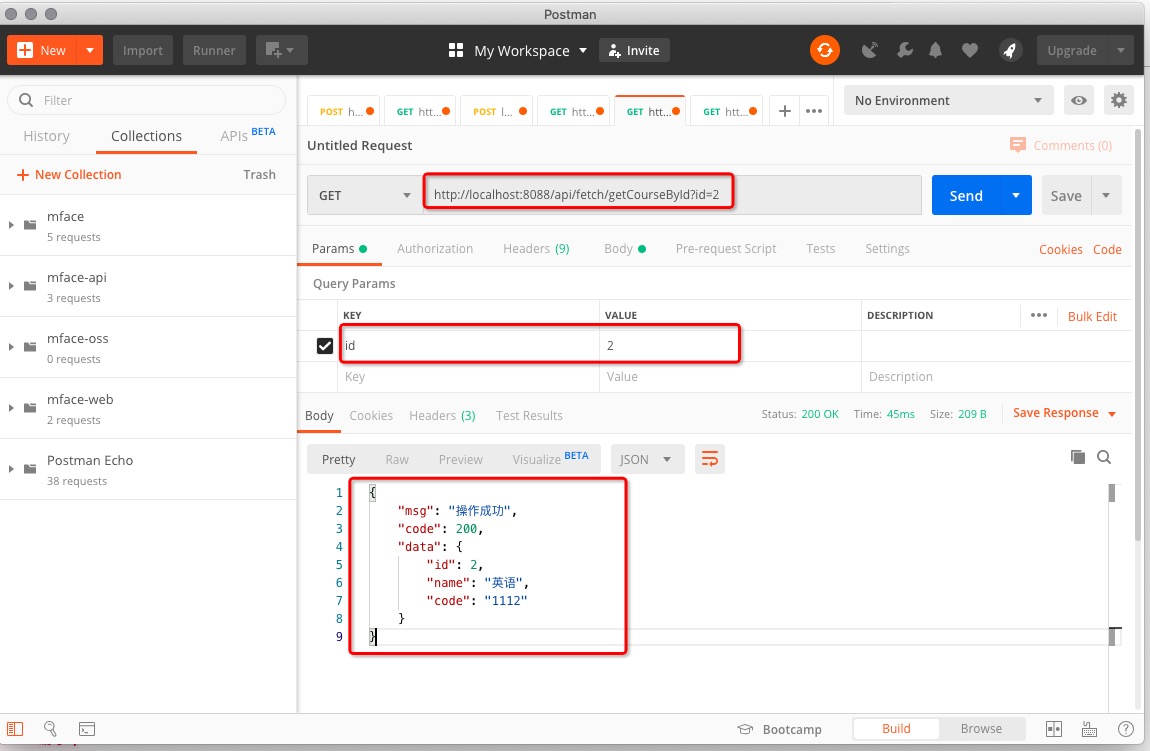 Postman
New
Import
Runner
My Workspace
Invite
Upgrade
Filter
History
Collections
APIs BETA
New Collection
Trash
mface
5 requests
mface-api
3 requests
mface-oss
0 requests
mface-web
2 requests
Postman Echo
38 requests
POST h...
GET htt...
POST l...
GET htt...
GET htt...
GET htt...
No Environment
Untitled Request
Comments (0)
GET
http://localhost:8088/api/fetch/getCourseById?id=2
Send
Save
Params
Authorization
Headers (9)
Body
Pre-request Script
Tests
Settings
Cookies
Code
Query Params
KEY
VALUE
DESCRIPTION
Bulk Edit
id
2
Key
Value
Description
Body
Cookies
Headers (3)
Test Results
Status: 200 OK
Time: 45ms
Size: 209 B
Save Response
Pretty
Raw
Preview
Visualize BETA
JSON
1 {
2 "msg": "操作成功",
3 "code": 200,
4 "data": {
5 "id": 2,
6 "name": "英语",
7 "code": "1112"
8 }
9 }
Bootcamp
Build
Browse